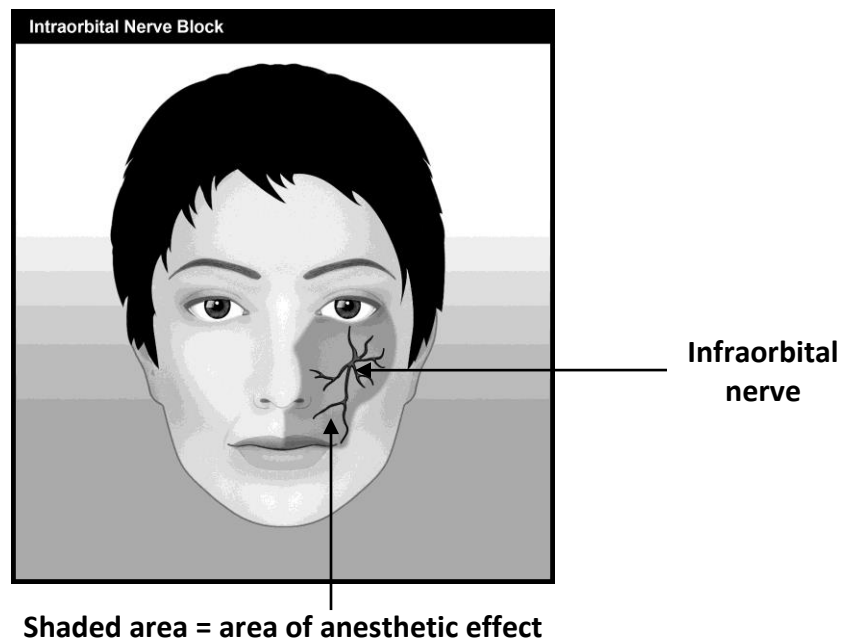 Intraorbital Nerve Block
Infraorbital
nerve
Shaded area = area of anesthetic effect